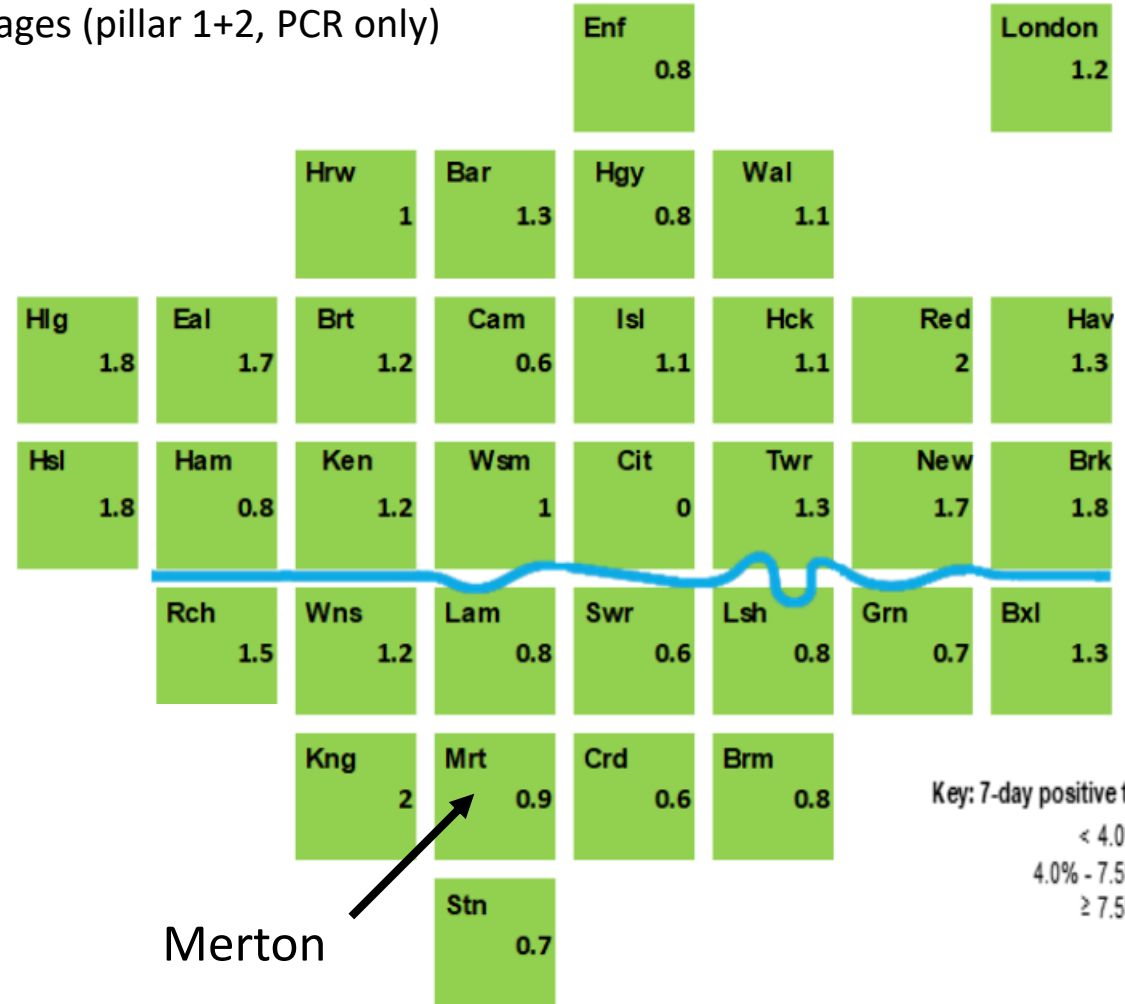 ages (pillar 1+2, PCR only)
Enf
0.8
London
1.2
Hrw
1
Bar
1.3
Hgy
0.8
Wal
1.1
Hlg
1.8
Eal
1.7
Brt
1.2
Cam
0.6
Isl
1.1
Hck
1.1
Red
2
Hav
1.3
Hsl
1.8
Ham
0.8
Ken
1.2
Wsm
1
Cit
0
Twr
1.3
New
1.7
Brk
1.8
Rch
1.5
Wns
1.2
Lam
0.8
Swr
0.6
Lsh
0.8
Grn
0.7
Bxl
1.3
Kng
2
Mrt
0.9
Crd
0.6
Brm
0.8
Key: 7-day positive t
< 4.0
4.0% - 7.5
≥ 7.5
Stn
0.7
Merton